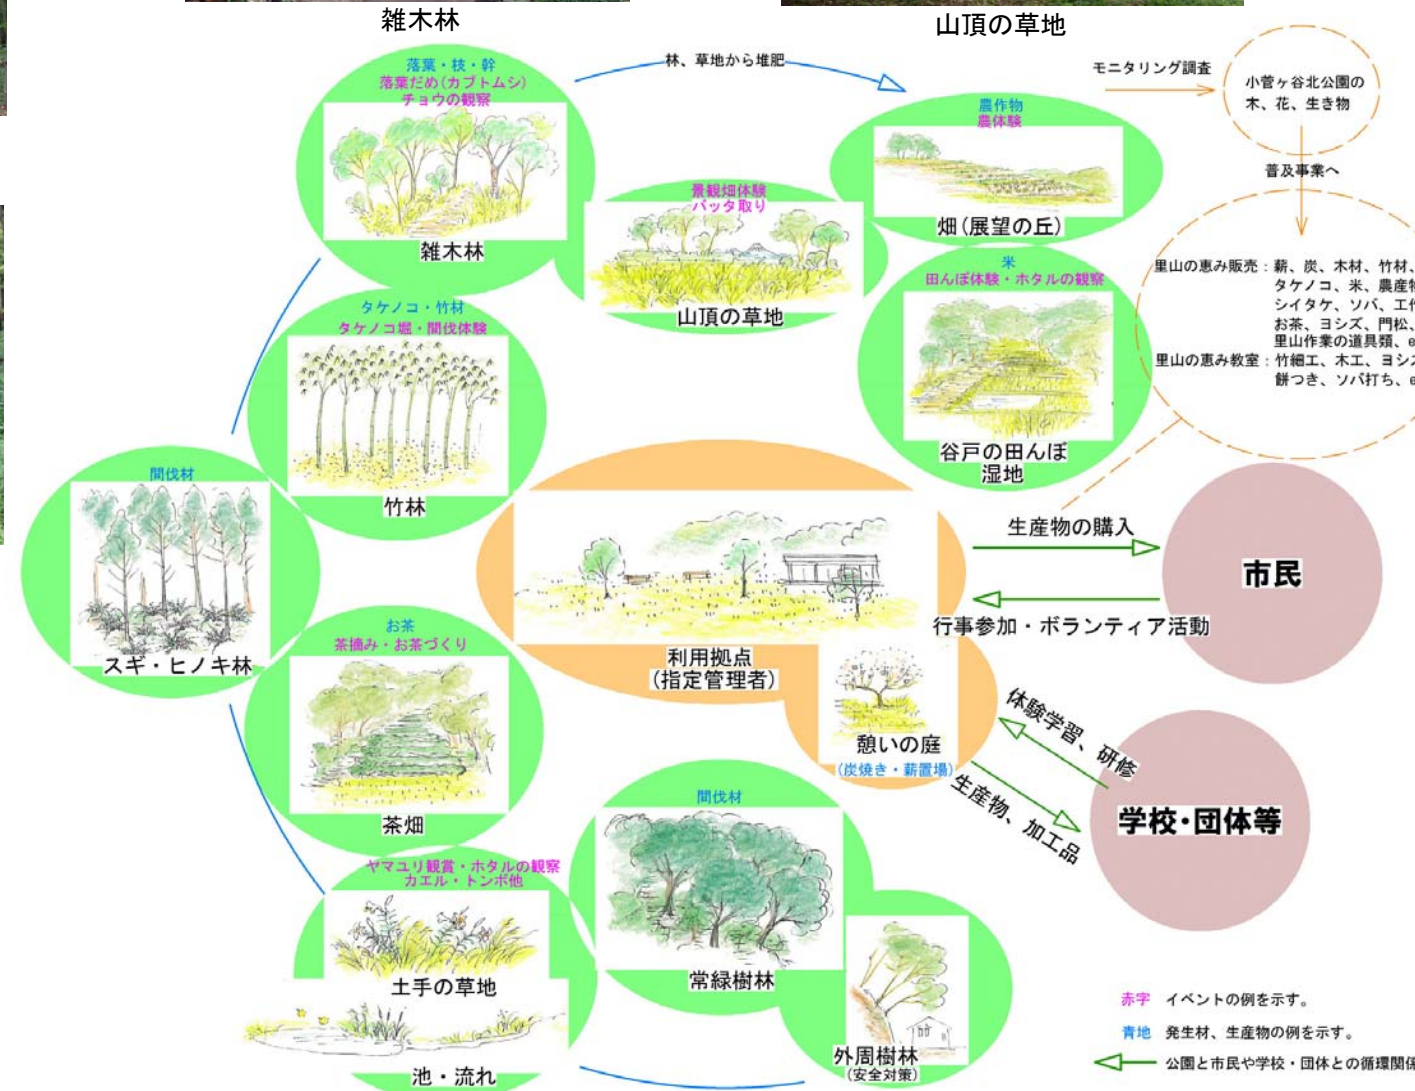 雑木林
山頂の草地
落葉・枝・幹
落葉だめ(カブトムシ)
チョウの観察
雑木林
林、草地から堆肥
農作物
農体験
畑(展望の丘)
モニタリング調査
小菅ヶ谷北公園の
木、花、生き物
普及事業へ
景観畑体験
バッタ取り
山頂の草地
米
田んぼ体験・ホタルの観察
谷戸の田んぼ
湿地
里山の恵み販売：薪、炭、木材、竹材、
タケノコ、米、農産物
シイタケ、ソバ、工作
お茶、ヨシズ、門松、
里山作業の道具類、e
里山の恵み教室：竹細工、木工、ヨシズ
餅つき、ソバ打ち、e
タケノコ・竹材
タケノコ堀・間伐体験
竹林
間伐材
スギ・ヒノキ林
利用拠点
(指定管理者)
生産物の購入
市民
行事参加・ボランティア活動
お茶
茶摘み・お茶づくり
茶畑
憩いの庭
(炭焼き・薪置場)
体験学習、研修
生産物、加工品
学校・団体等
ヤマユリ観賞・ホタルの観察
カエル・トンボ他
土手の草地
池・流れ
間伐材
常緑樹林
外周樹林
(安全対策)
赤字 イベントの例を示す。
青地 発生材、生産物の例を示す。
公園と市民や学校・団体との循環関係